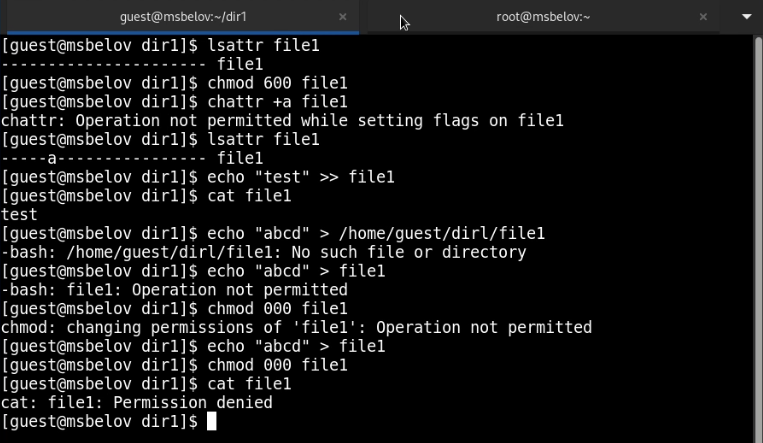 guest@msbelov:~/dir1 × root@msbelov:~ ×
[guest@msbelov dir1]$ lsattr file1
---------------------- file1
[guest@msbelov dir1]$ chmod 600 file1
[guest@msbelov dir1]$ chattr +a file1
chattr: Operation not permitted while setting flags on file1
[guest@msbelov dir1]$ lsattr file1
-----a---------------- file1
[guest@msbelov dir1]$ echo "test" >> file1
[guest@msbelov dir1]$ cat file1
test
[guest@msbelov dir1]$ echo "abcd" > /home/guest/dirl/file1
-bash: /home/guest/dirl/file1: No such file or directory
[guest@msbelov dir1]$ echo "abcd" > file1
-bash: file1: Operation not permitted
[guest@msbelov dir1]$ chmod 000 file1
chmod: changing permissions of 'file1': Operation not permitted
[guest@msbelov dir1]$ echo "abcd" > file1
[guest@msbelov dir1]$ chmod 000 file1
[guest@msbelov dir1]$ cat file1
cat: file1: Permission denied
[guest@msbelov dir1]$